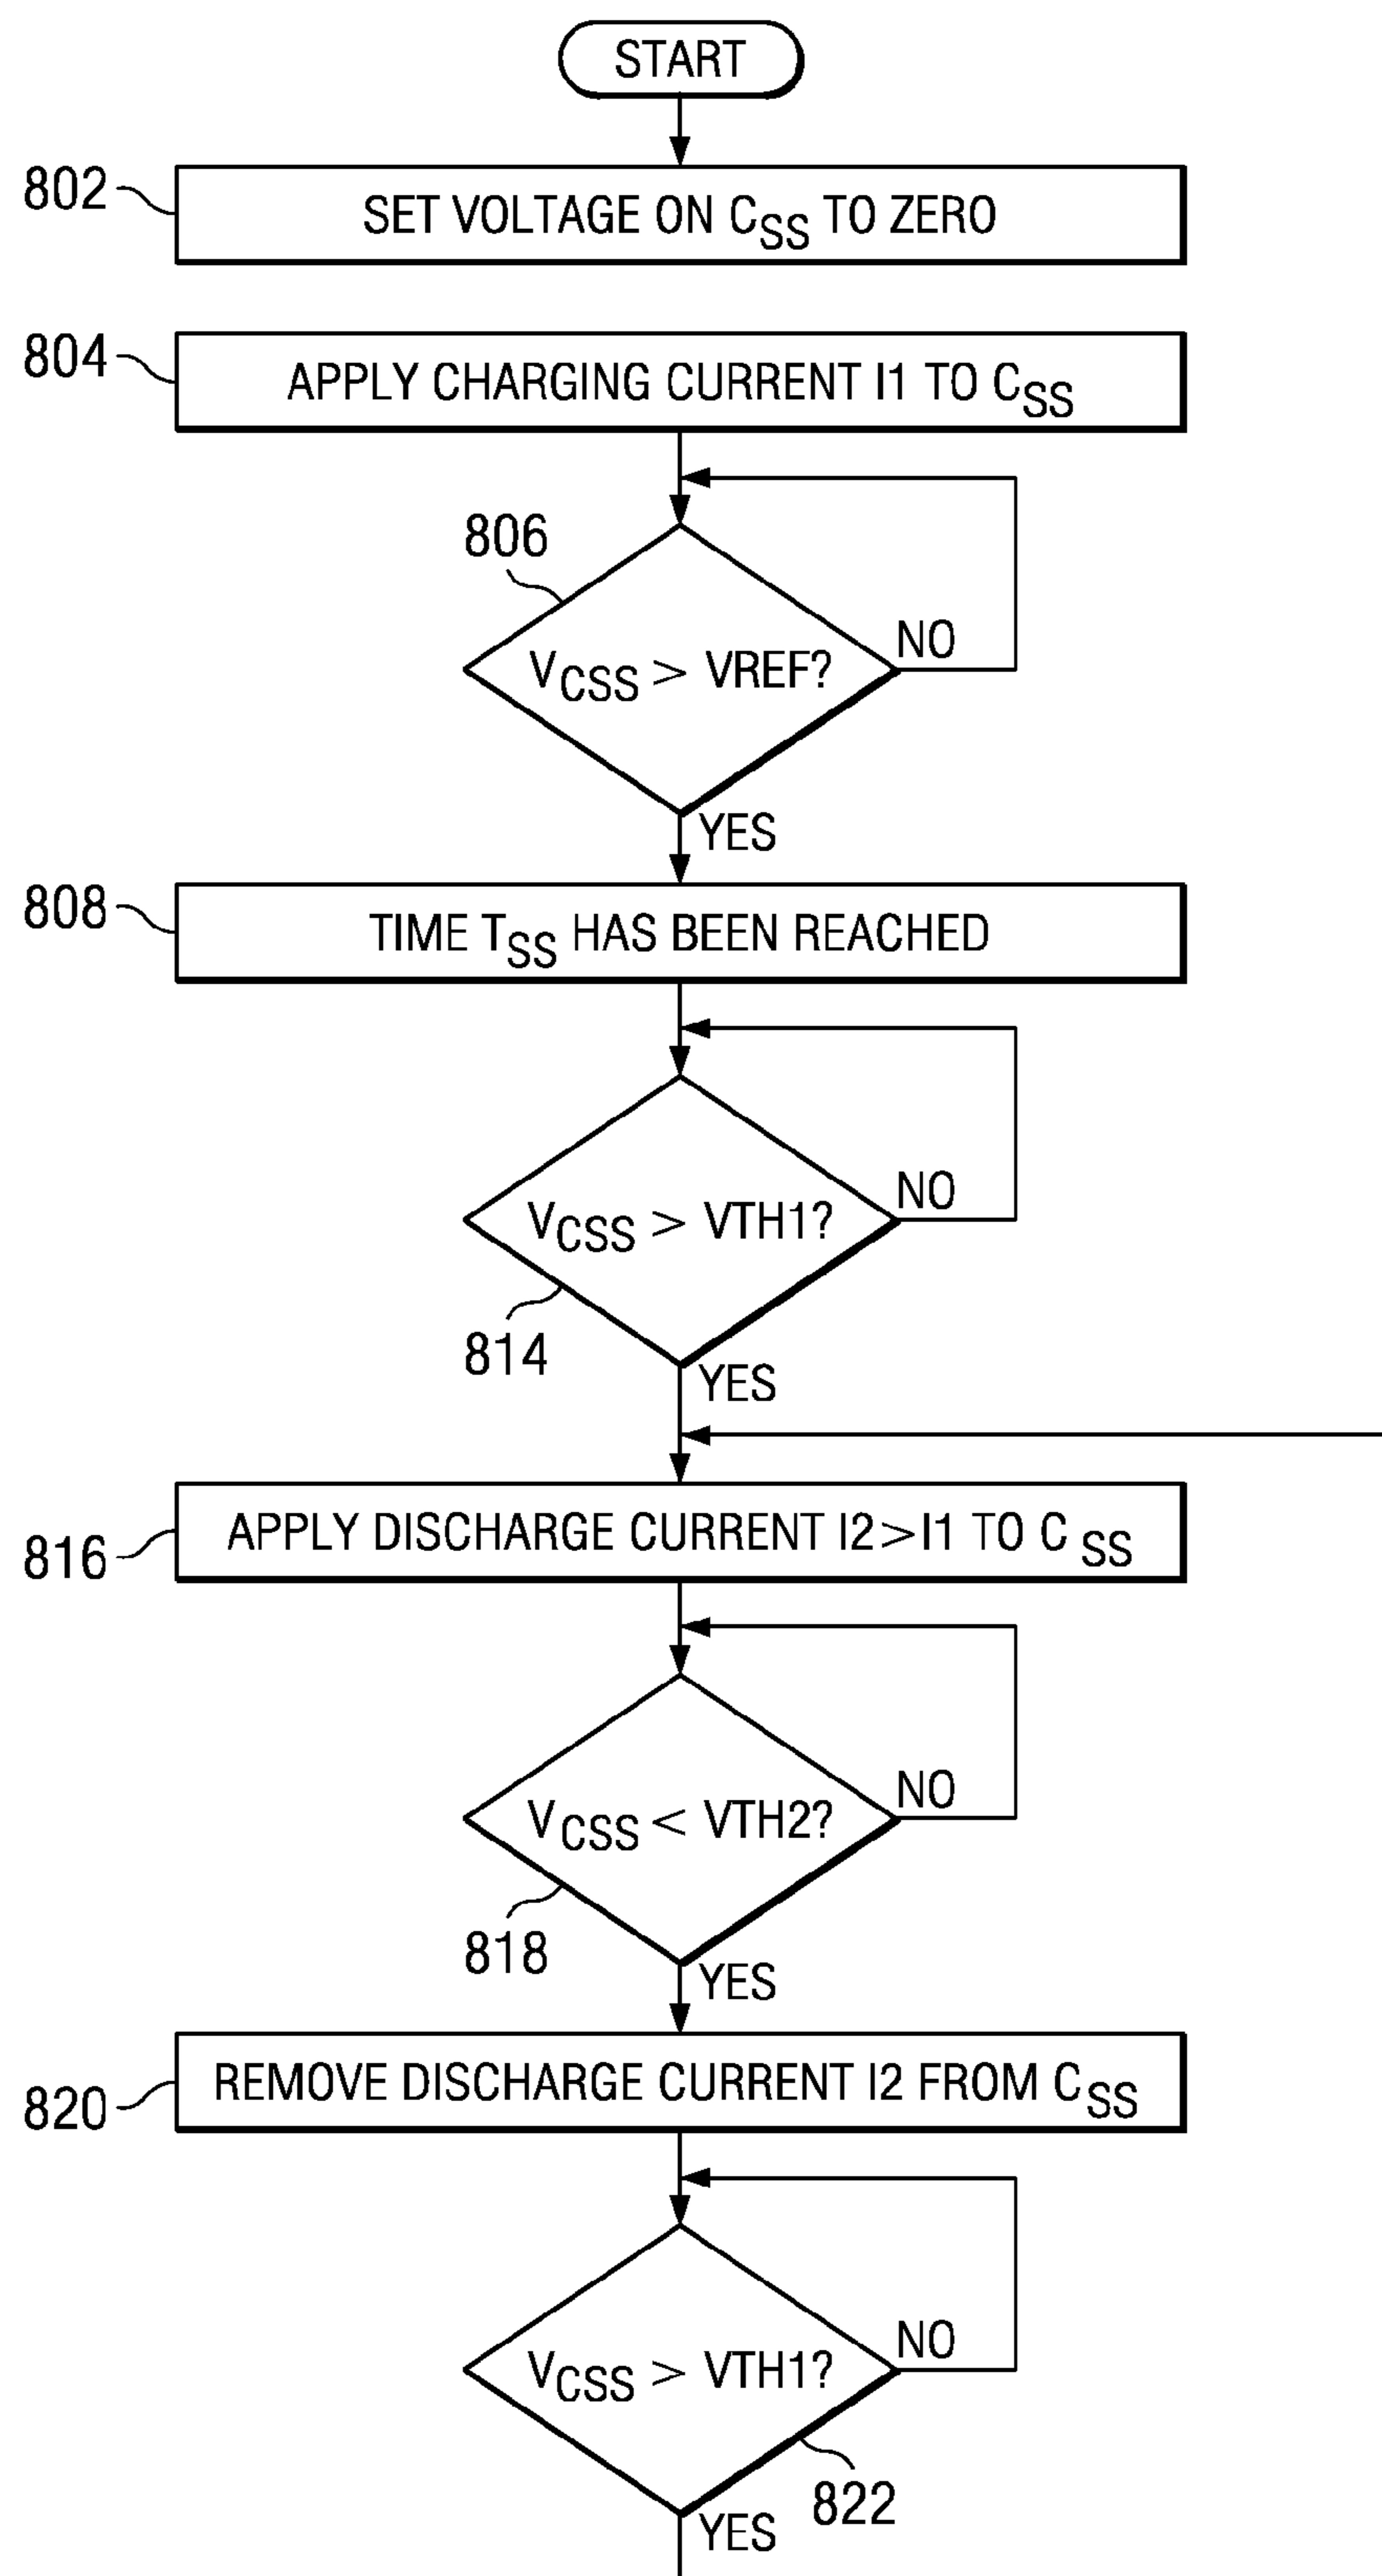 START
802
SET VOLTAGE ON CSS TO ZERO
804
APPLY CHARGING CURRENT I1 TO CSS
806
VCSS > VREF?
NO
YES
808
TIME TSS HAS BEEN REACHED
VCSS > VTH1?
NO
814
YES
816
APPLY DISCHARGE CURRENT I2>I1 TO C SS
VCSS < VTH2?
NO
818
YES
820
REMOVE DISCHARGE CURRENT I2 FROM CSS
VCSS > VTH1?
NO
822
YES